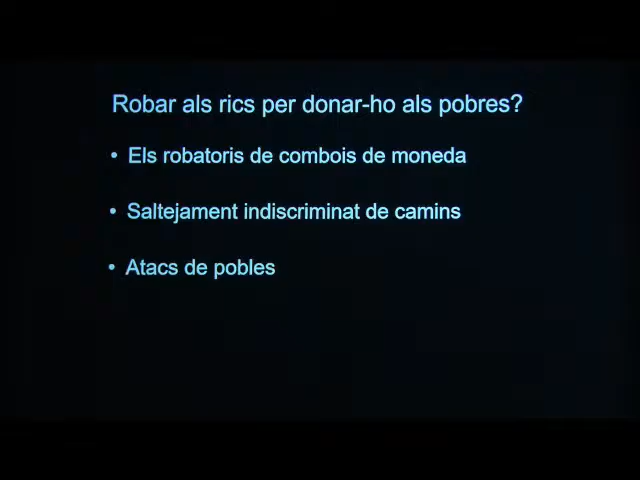 Robar als rics per donar-ho als pobres?
• Els robatoris de combois de moneda
• Saltejament indiscriminat de camins
• Atacs de pobles